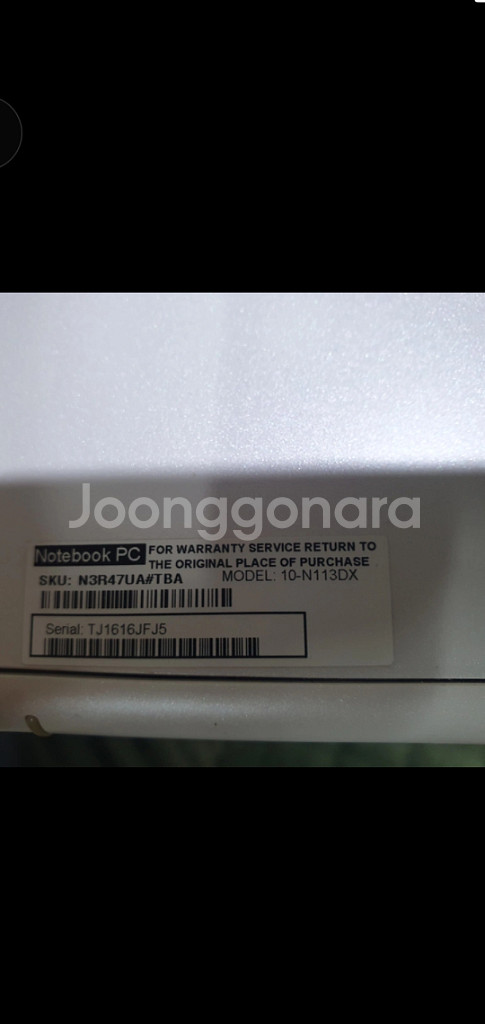 Joonggonara
Notebook PC FOR WARRANTY SERVICE RETURN TO
THE ORIGINAL PLACE OF PURCHASE
SKU: N3R47UA#TBA MODEL: 10-N113DX
Serial: TJ1616JFJ5